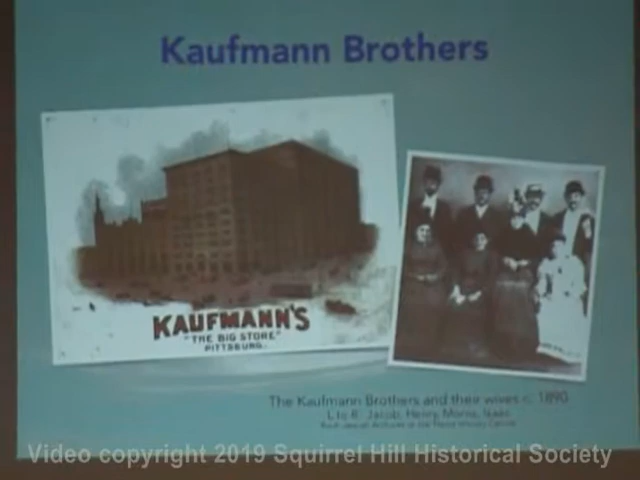 Kaufmann Brothers
KAUFMANN'S
"THE BIG STORE"
PITTSBURG.
The Kaufmann Brothers and their wives c. 1890
L to R: Jacob, Henry, Morris, Isaac
Video copyright 2019 Squirrel Hill Historical Society